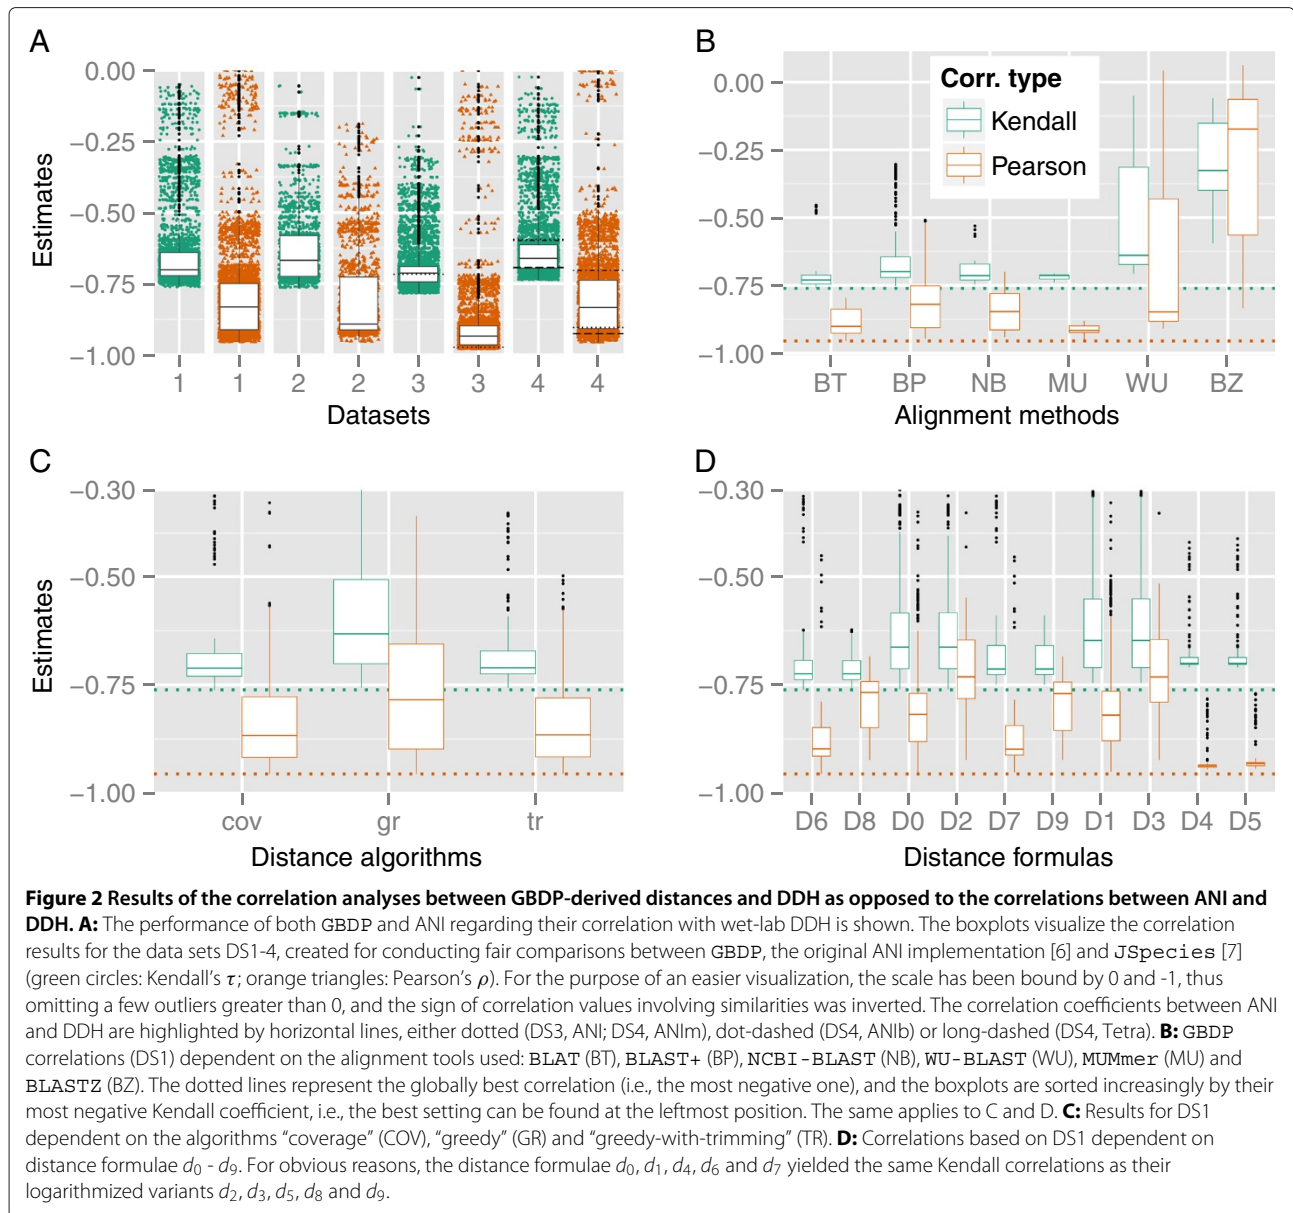 A
B
0.00
−0.25
−0.50
−0.75
−1.00
Estimates
1 1 2 2 3 3 4 4
Datasets
0.00
−0.25
−0.50
−0.75
−1.00
Corr. type
Kendall
Pearson
BT BP NB MU WU BZ
Alignment methods
C
D
−0.30
−0.50
−0.75
−1.00
Estimates
cov gr tr
Distance algorithms
−0.30
−0.50
−0.75
−1.00
D6 D8 D0 D2 D7 D9 D1 D3 D4 D5
Distance formulas
Figure 2 Results of the correlation analyses between GBDP-derived distances and DDH as opposed to the correlations between ANI and
DDH. A: The performance of both GBDP and ANI regarding their correlation with wet-lab DDH is shown. The boxplots visualize the correlation
results for the data sets DS1-4, created for conducting fair comparisons between GBDP, the original ANI implementation [6] and JSpecies [7]
(green circles: Kendall's τ; orange triangles: Pearson's ρ). For the purpose of an easier visualization, the scale has been bound by 0 and -1, thus
omitting a few outliers greater than 0, and the sign of correlation values involving similarities was inverted. The correlation coefficients between ANI
and DDH are highlighted by horizontal lines, either dotted (DS3, ANI; DS4, ANIm), dot-dashed (DS4, ANIb) or long-dashed (DS4, Tetra). B: GBDP
correlations (DS1) dependent on the alignment tools used: BLAT (BT), BLAST+ (BP), NCBI-BLAST (NB), WU-BLAST (WU), MUMmer (MU) and
BLASTZ (BZ). The dotted lines represent the globally best correlation (i.e., the most negative one), and the boxplots are sorted increasingly by their
most negative Kendall coefficient, i.e., the best setting can be found at the leftmost position. The same applies to C and D. C: Results for DS1
dependent on the algorithms "coverage" (COV), "greedy" (GR) and "greedy-with-trimming" (TR). D: Correlations based on DS1 dependent on
distance formulae d0 - d9. For obvious reasons, the distance formulae d0, d1, d4, d6 and d7 yielded the same Kendall correlations as their
logarithmized variants d2, d3, d5, d8 and d9.